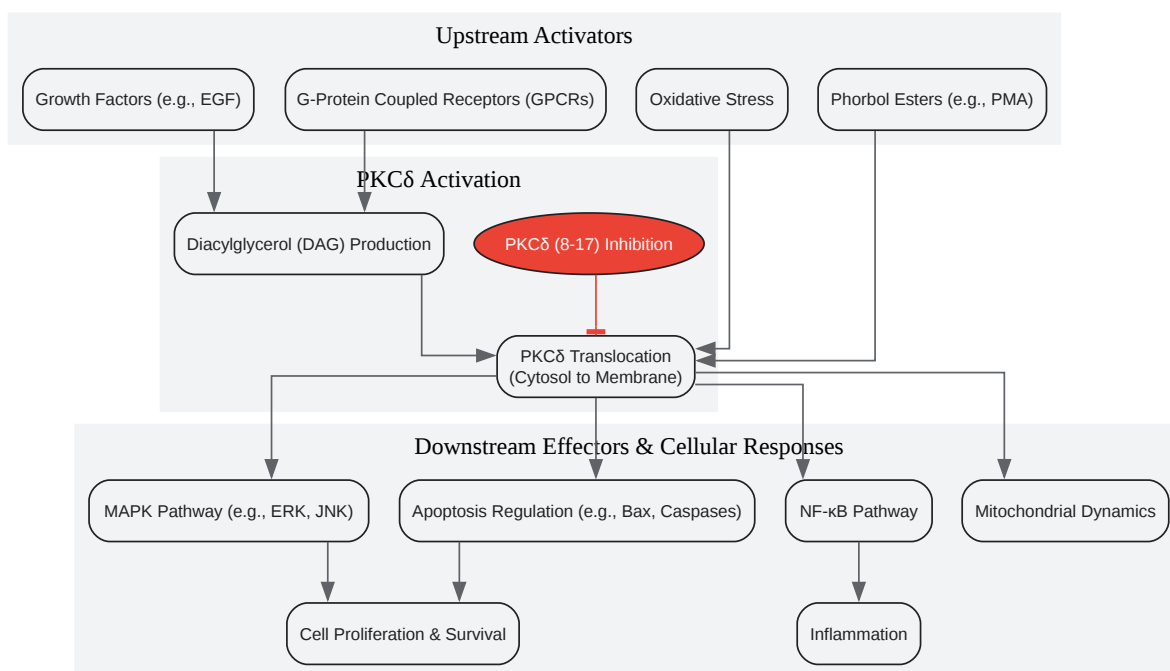 Upstream Activators
Growth Factors (e.g., EGF)
G-Protein Coupled Receptors (GPCRs)
Oxidative Stress
Phorbol Esters (e.g., PMA)
PKCδ Activation
Diacylglycerol (DAG) Production
PKCδ (8-17) Inhibition
PKCδ Translocation
(Cytosol to Membrane)
Downstream Effectors & Cellular Responses
MAPK Pathway (e.g., ERK, JNK)
Apoptosis Regulation (e.g., Bax, Caspases)
NF-κB Pathway
Mitochondrial Dynamics
Cell Proliferation & Survival
Inflammation